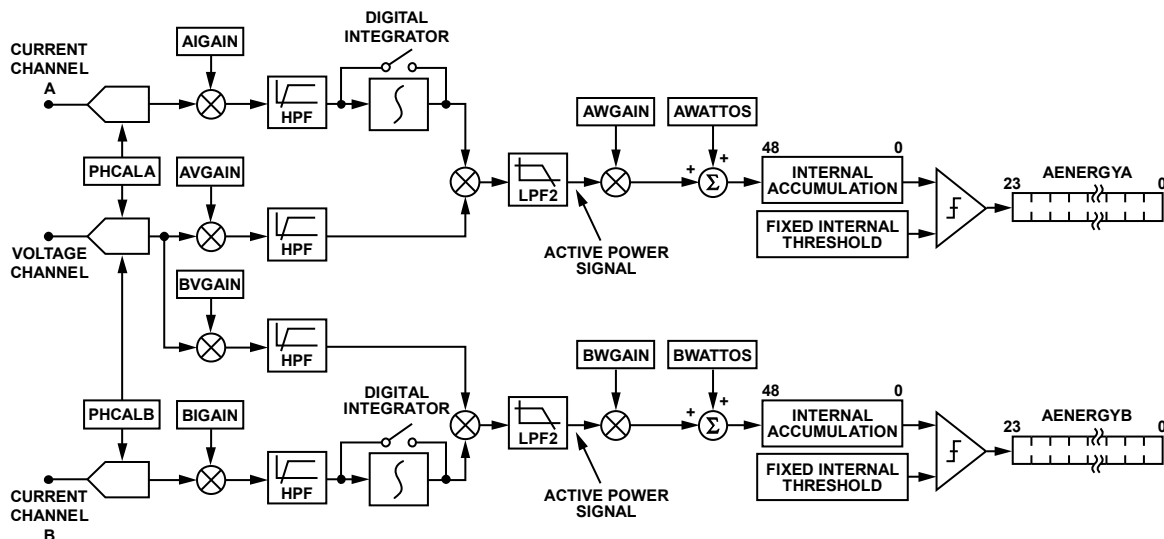 DIGITAL
INTEGRATOR
CURRENT
CHANNEL
A
AIGAIN
HPF
PHCALA
AVGAIN
HPF
VOLTAGE
CHANNEL
LPF2
AWGAIN
AWATTOS
+
+
Σ
ACTIVE POWER
SIGNAL
48
0
INTERNAL
ACCUMULATION
FIXED INTERNAL
THRESHOLD
AENERGYA
23
0
BVGAIN
HPF
PHCALB
BIGAIN
DIGITAL
INTEGRATOR
HPF
CURRENT
CHANNEL
B
LPF2
BWGAIN
BWATTOS
+
+
Σ
ACTIVE POWER
SIGNAL
48
0
INTERNAL
ACCUMULATION
FIXED INTERNAL
THRESHOLD
AENERGYB
23
0